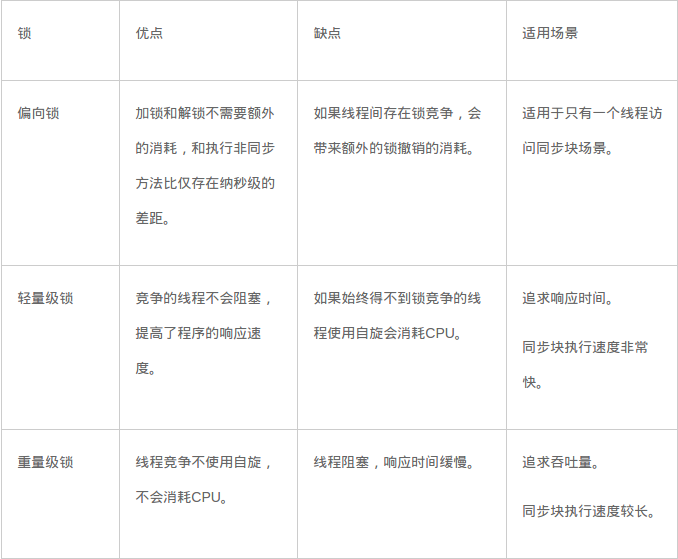 锁
优点
缺点
适用场景
偏向锁
加锁和解锁不需要额外
的消耗，和执行非同步
方法比仅存在纳秒级的
差距。
如果线程间存在锁竞争，会
带来额外的锁撤销的消耗。
适用于只有一个线程访
问同步块场景。
轻量级锁
竞争的线程不会阻塞，
提高了程序的响应速
度。
如果始终得不到锁竞争的线
程使用自旋会消耗CPU。
追求响应时间。
同步块执行速度非常
快。
重量级锁
线程竞争不使用自旋，
不会消耗CPU。
线程阻塞，响应时间缓慢。
追求吞吐量。
同步块执行速度较长。